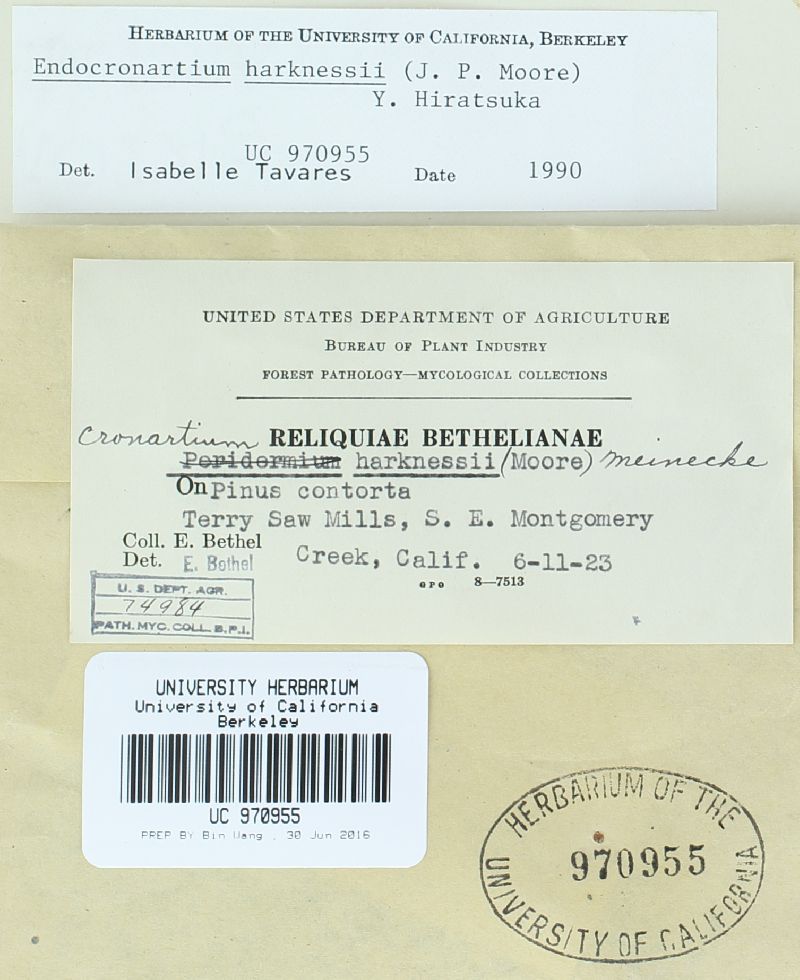 HERBARIUM OF THE UNIVERSITY OF CALIFORNIA, BERKELEY
Endocronartium harknessii (J. P. Moore)
Y. Hiratsuka
UC 970955
Det. Isabelle Tavares Date 1990
UNITED STATES DEPARTMENT OF AGRICULTURE
BUREAU OF PLANT INDUSTRY
FOREST PATHOLOGY—MYCOLOGICAL COLLECTIONS
Cronartium RELIQUIAE BETHELIANAE
Peridermium harknessii (Moore) Meinecke
On Pinus contorta
Terry Saw Mills, S. E. Montgomery
Coll. E. Bethel
Creek, Calif. 6-11-23
Det. E. Bethel
GPO 8—7513
U. S. DEPT. AGR.
74984
PATH. MYC. COLL. B. P. I.
UNIVERSITY HERBARIUM
University of California
Berkeley
UC 970955
PREP BY Bin Wang . 30 Jun 2016
HERBARIUM OF THE
970955
UNIVERSITY OF CALIFORNIA